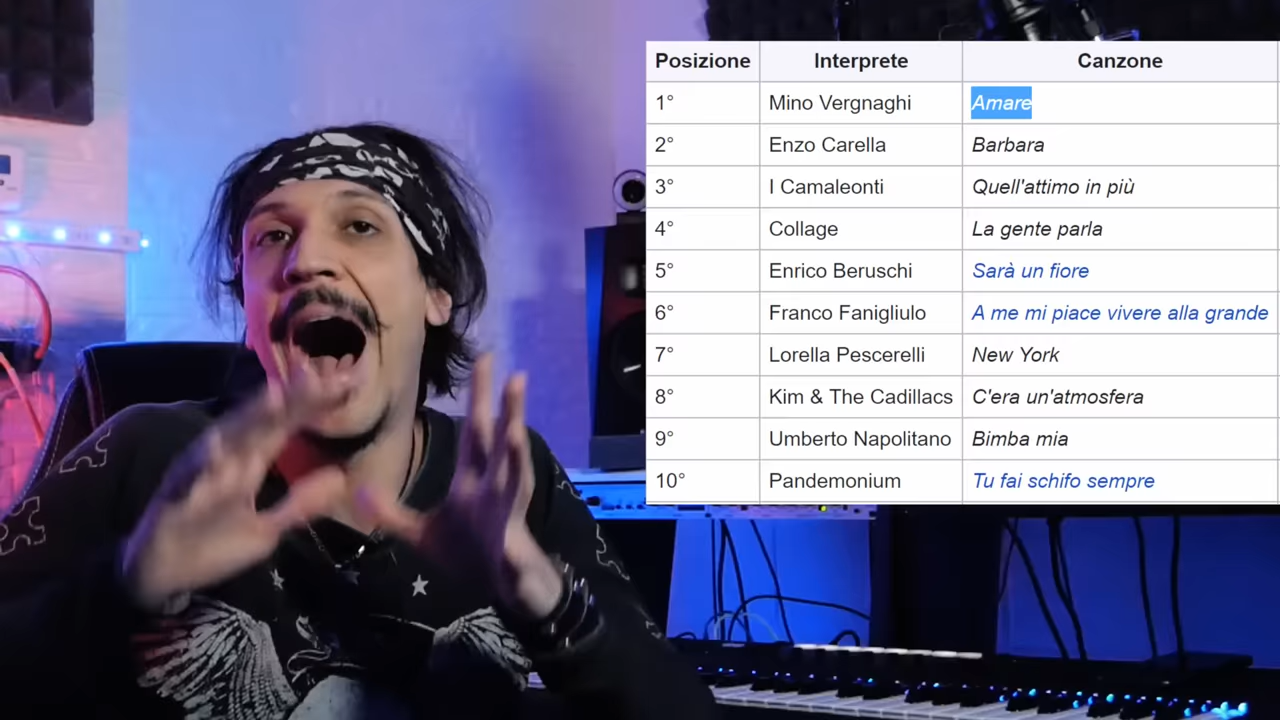 Posizione Interprete Canzone
1° Mino Vergnaghi Amare
2° Enzo Carella Barbara
3° I Camaleonti Quell'attimo in più
4° Collage La gente parla
5° Enrico Beruschi Sarà un fiore
6° Franco Fanigliulo A me mi piace vivere alla grande
7° Lorella Pescerelli New York
8° Kim & The Cadillacs C'era un'atmosfera
9° Umberto Napolitano Bimba mia
10° Pandemonium Tu fai schifo sempre